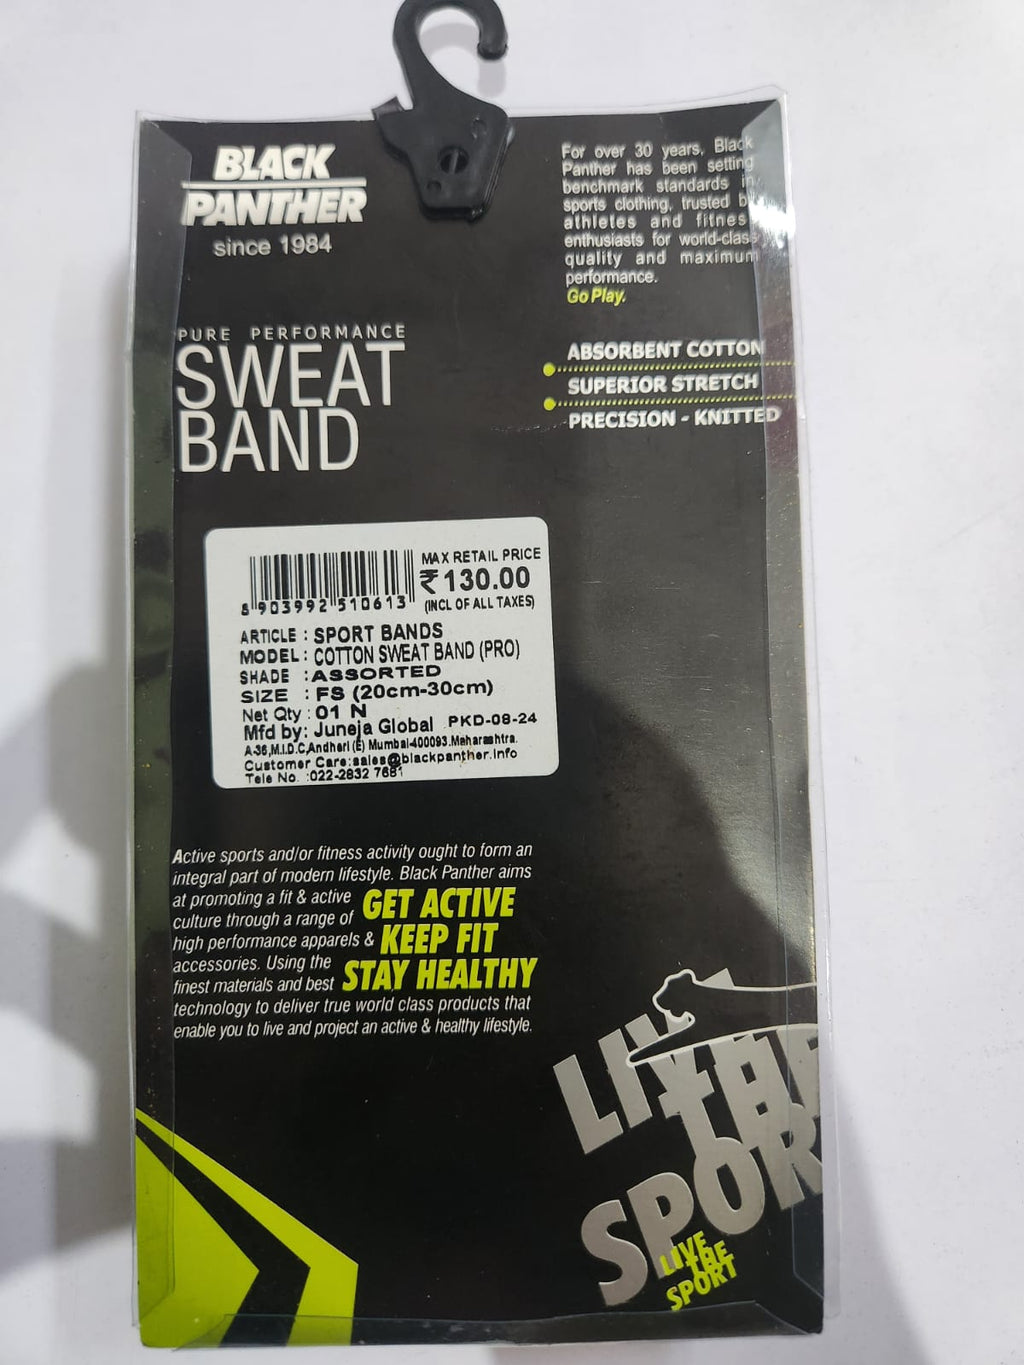 BLACK
PANTHER
since 1984
For over 30 years, Black
Panther has been setting
benchmark standards in
sports clothing, trusted
athletes and
enthusiasts for
quality and maximum
performance.
Go Play.
PURE PERFORMANCE
SWEAT
BAND
ABSORBENT COTTON
SUPERIOR STRETCH
PRECISION - KNITTED
MAX RETAIL PRICE
₹130.00
(INCL OF ALL TAXES)
8 903992 510613
ARTICLE : SPORT BANDS
MODEL : COTTON SWEAT BAND (PRO)
SHADE : ASSORTED
SIZE : FS (20cm-30cm)
Net Qty : 01 N
Mfd by: Juneja Global PKD-08-24
A-36,M.I.D.C,Andheri (E) Mumbai-400093.Maharashtra.
Customer Care:sales@blackpanther.info
Tele No. :022-2832 7681
Active sports and/or fitness activity ought to form an
integral part of modern lifestyle. Black Panther aims
at promoting a fit & active
culture through a range of
high performance apparels &
accessories. Using the
finest materials and best
technology to deliver true world class products that
enable you to live and project an active & healthy lifestyle.
GET ACTIVE
KEEP FIT
STAY HEALTHY
LIVE
THE
SPORT
LIVE
THE
SPORT